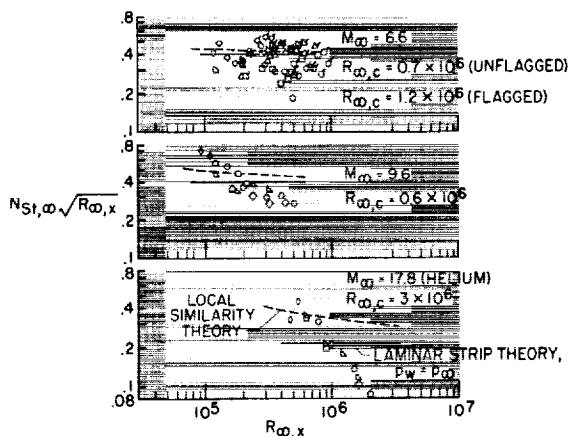 .8
.4
.2
.1
M∞ = 6.6
R∞,c = 0.7 × 10⁶ (UNFLAGGED)
R∞,c = 1.2 × 10⁶ (FLAGGED)
.8
.4
.2
.1
M∞ = 9.6
R∞,c = 0.6 × 10⁶
N_St,∞ √R∞,x
.8
.4
.2
.1
.08
M∞ = 17.8 (HELIUM)
R∞,c = 3 × 10⁶
LOCAL
SIMILARITY
THEORY
LAMINAR STRIP THEORY,
p_w = p∞
10⁵
10⁶
10⁷
R∞,x